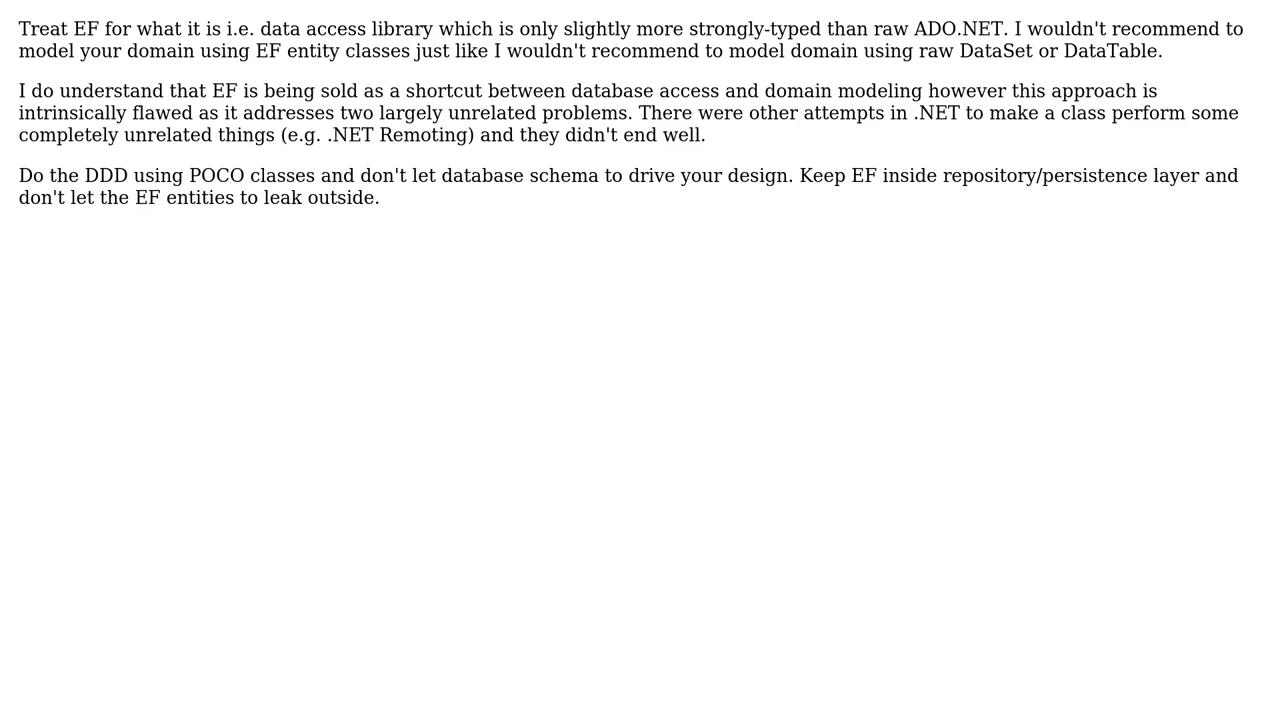 Treat EF for what it is i.e. data access library which is only slightly more strongly-typed than raw ADO.NET. I wouldn't recommend to
model your domain using EF entity classes just like I wouldn't recommend to model domain using raw DataSet or DataTable.
I do understand that EF is being sold as a shortcut between database access and domain modeling however this approach is
intrinsically flawed as it addresses two largely unrelated problems. There were other attempts in .NET to make a class perform some
completely unrelated things (e.g. .NET Remoting) and they didn't end well.
Do the DDD using POCO classes and don't let database schema to drive your design. Keep EF inside repository/persistence layer and
don't let the EF entities to leak outside.